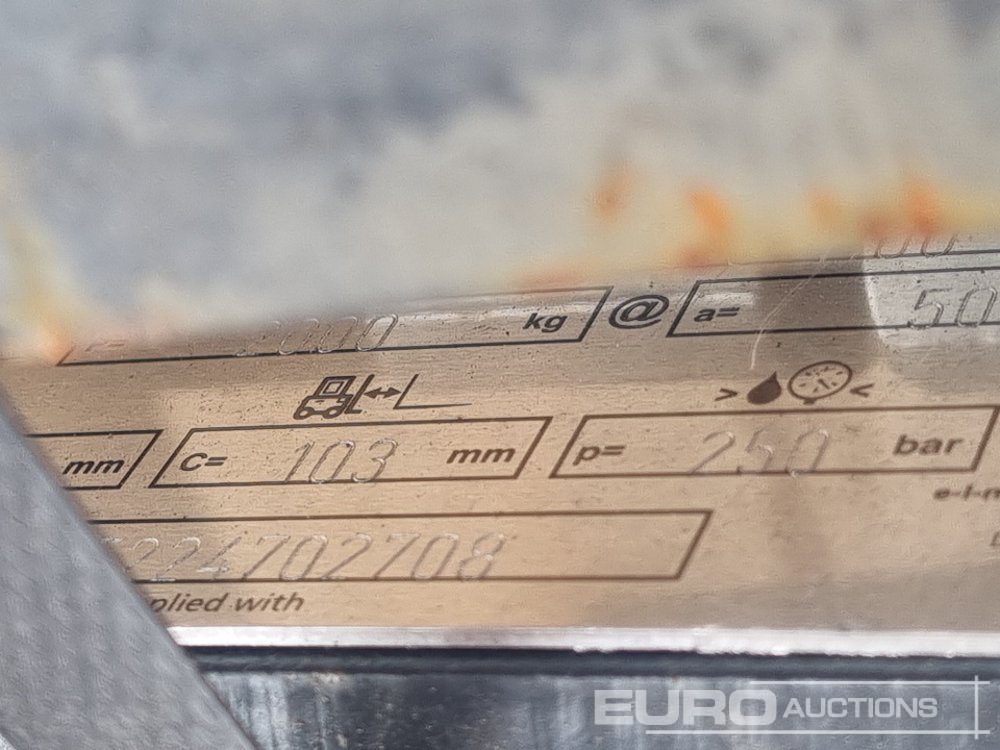 2000 kg @ a= 50
> <
mm C= 103 mm p= 250 bar
224702708
plied with
EURO AUCTIONS